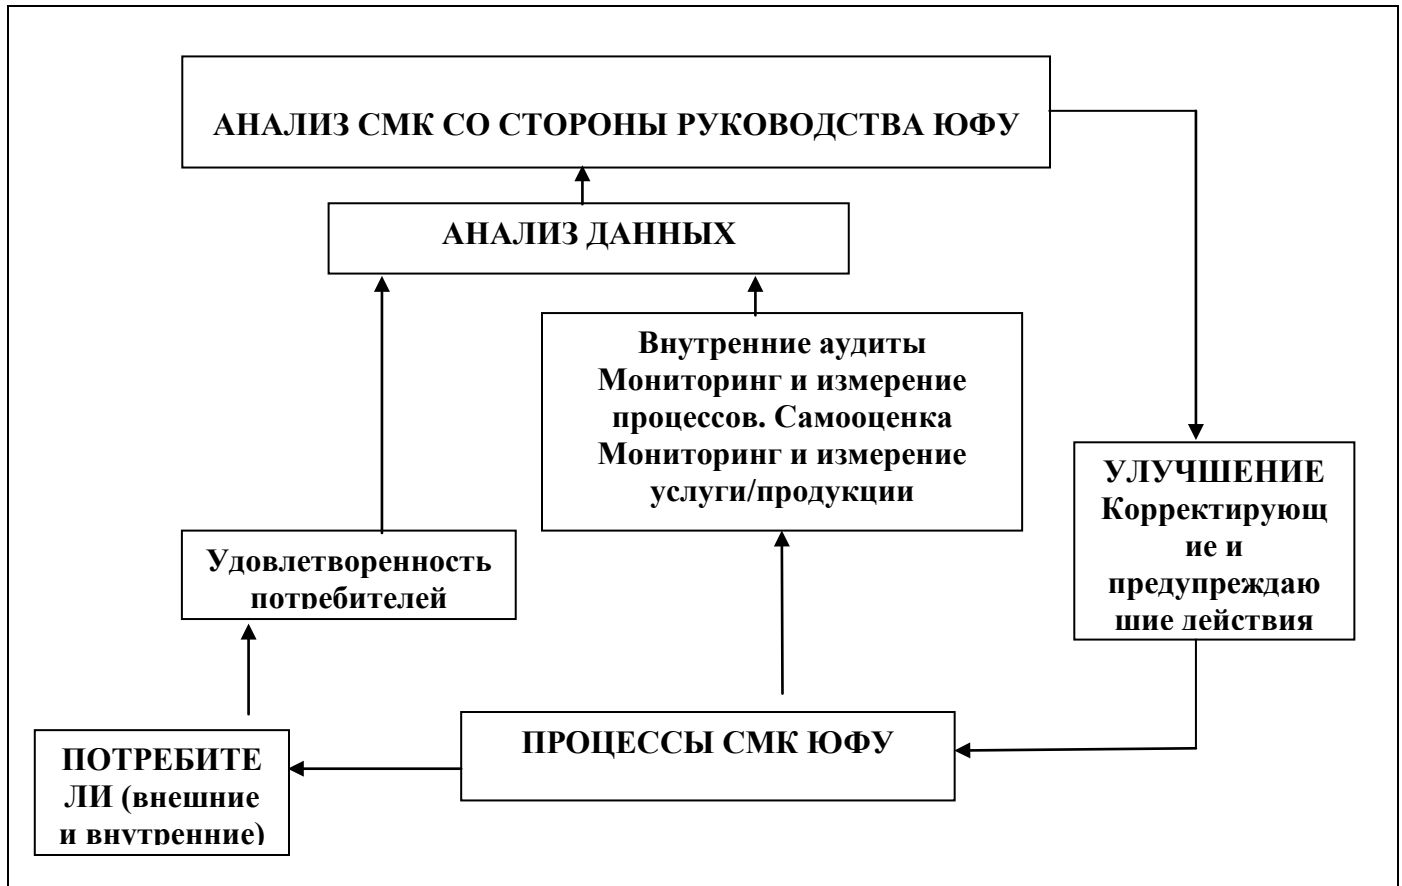 АНАЛИЗ СМК СО СТОРОНЫ РУКОВОДСТВА ЮФУ
АНАЛИЗ ДАННЫХ
Внутренние аудиты
Мониторинг и измерение
процессов. Самооценка
Мониторинг и измерение
услуги/продукции
УЛУЧШЕНИЕ
Корректирующ
ие и
предупреждаю
щие действия
Удовлетворенность
потребителей
ПРОЦЕССЫ СМК ЮФУ
ПОТРЕБИТЕ
ЛИ (внешние
и внутренние)